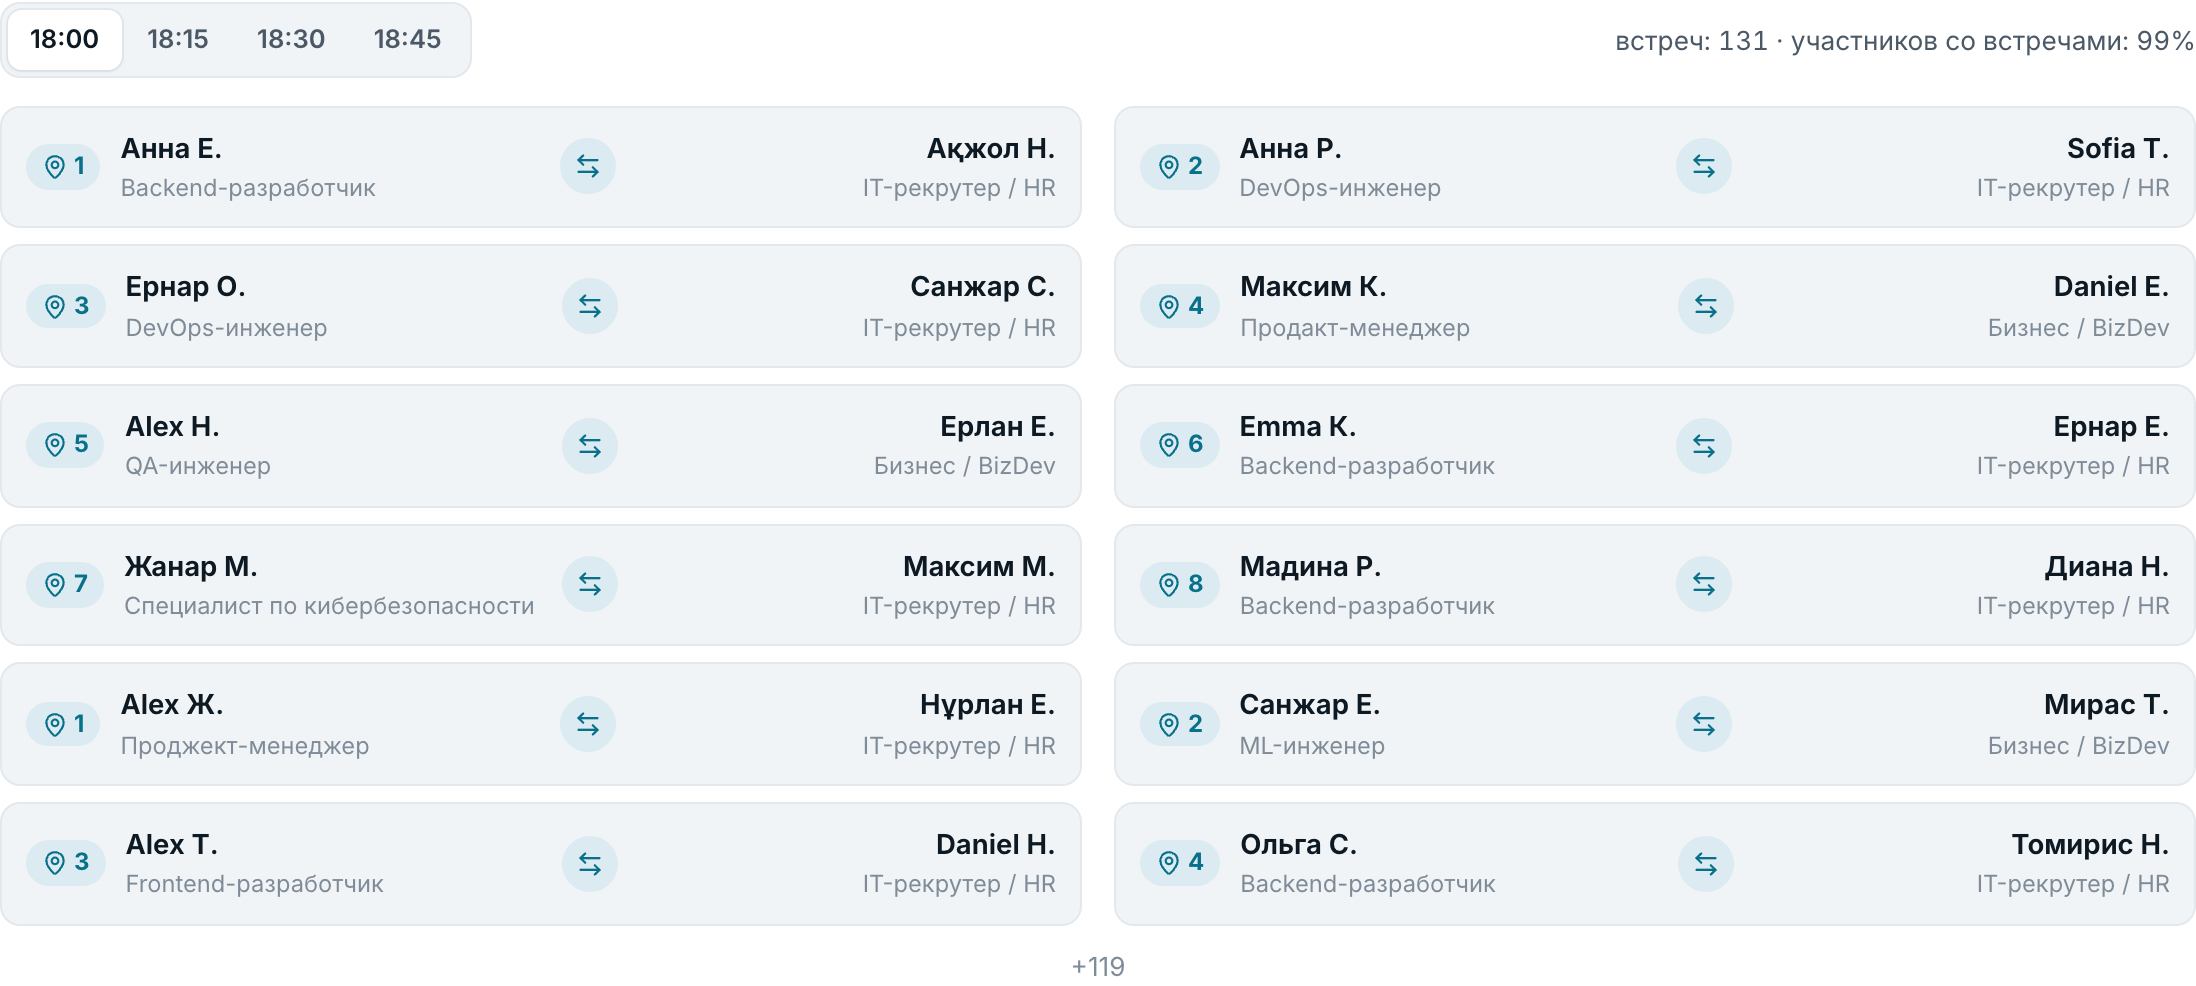 18:00 18:15 18:30 18:45
встреч: 131 · участников со встречами: 99%
1 Анна Е. Ақжол Н.
Backend-разработчик IT-рекрутер / HR
2 Анна Р. Sofia Т.
DevOps-инженер IT-рекрутер / HR
3 Ернар О. Санжар С.
DevOps-инженер IT-рекрутер / HR
4 Максим К. Daniel Е.
Продакт-менеджер Бизнес / BizDev
5 Alex Н. Ерлан Е.
QA-инженер Бизнес / BizDev
6 Emma К. Ернар Е.
Backend-разработчик IT-рекрутер / HR
7 Жанар М. Максим М.
Специалист по кибербезопасности IT-рекрутер / HR
8 Мадина Р. Диана Н.
Backend-разработчик IT-рекрутер / HR
1 Alex Ж. Нұрлан Е.
Проджект-менеджер IT-рекрутер / HR
2 Санжар Е. Мирас Т.
ML-инженер Бизнес / BizDev
3 Alex Т. Daniel Н.
Frontend-разработчик IT-рекрутер / HR
4 Ольга С. Томирис Н.
Backend-разработчик IT-рекрутер / HR
+119